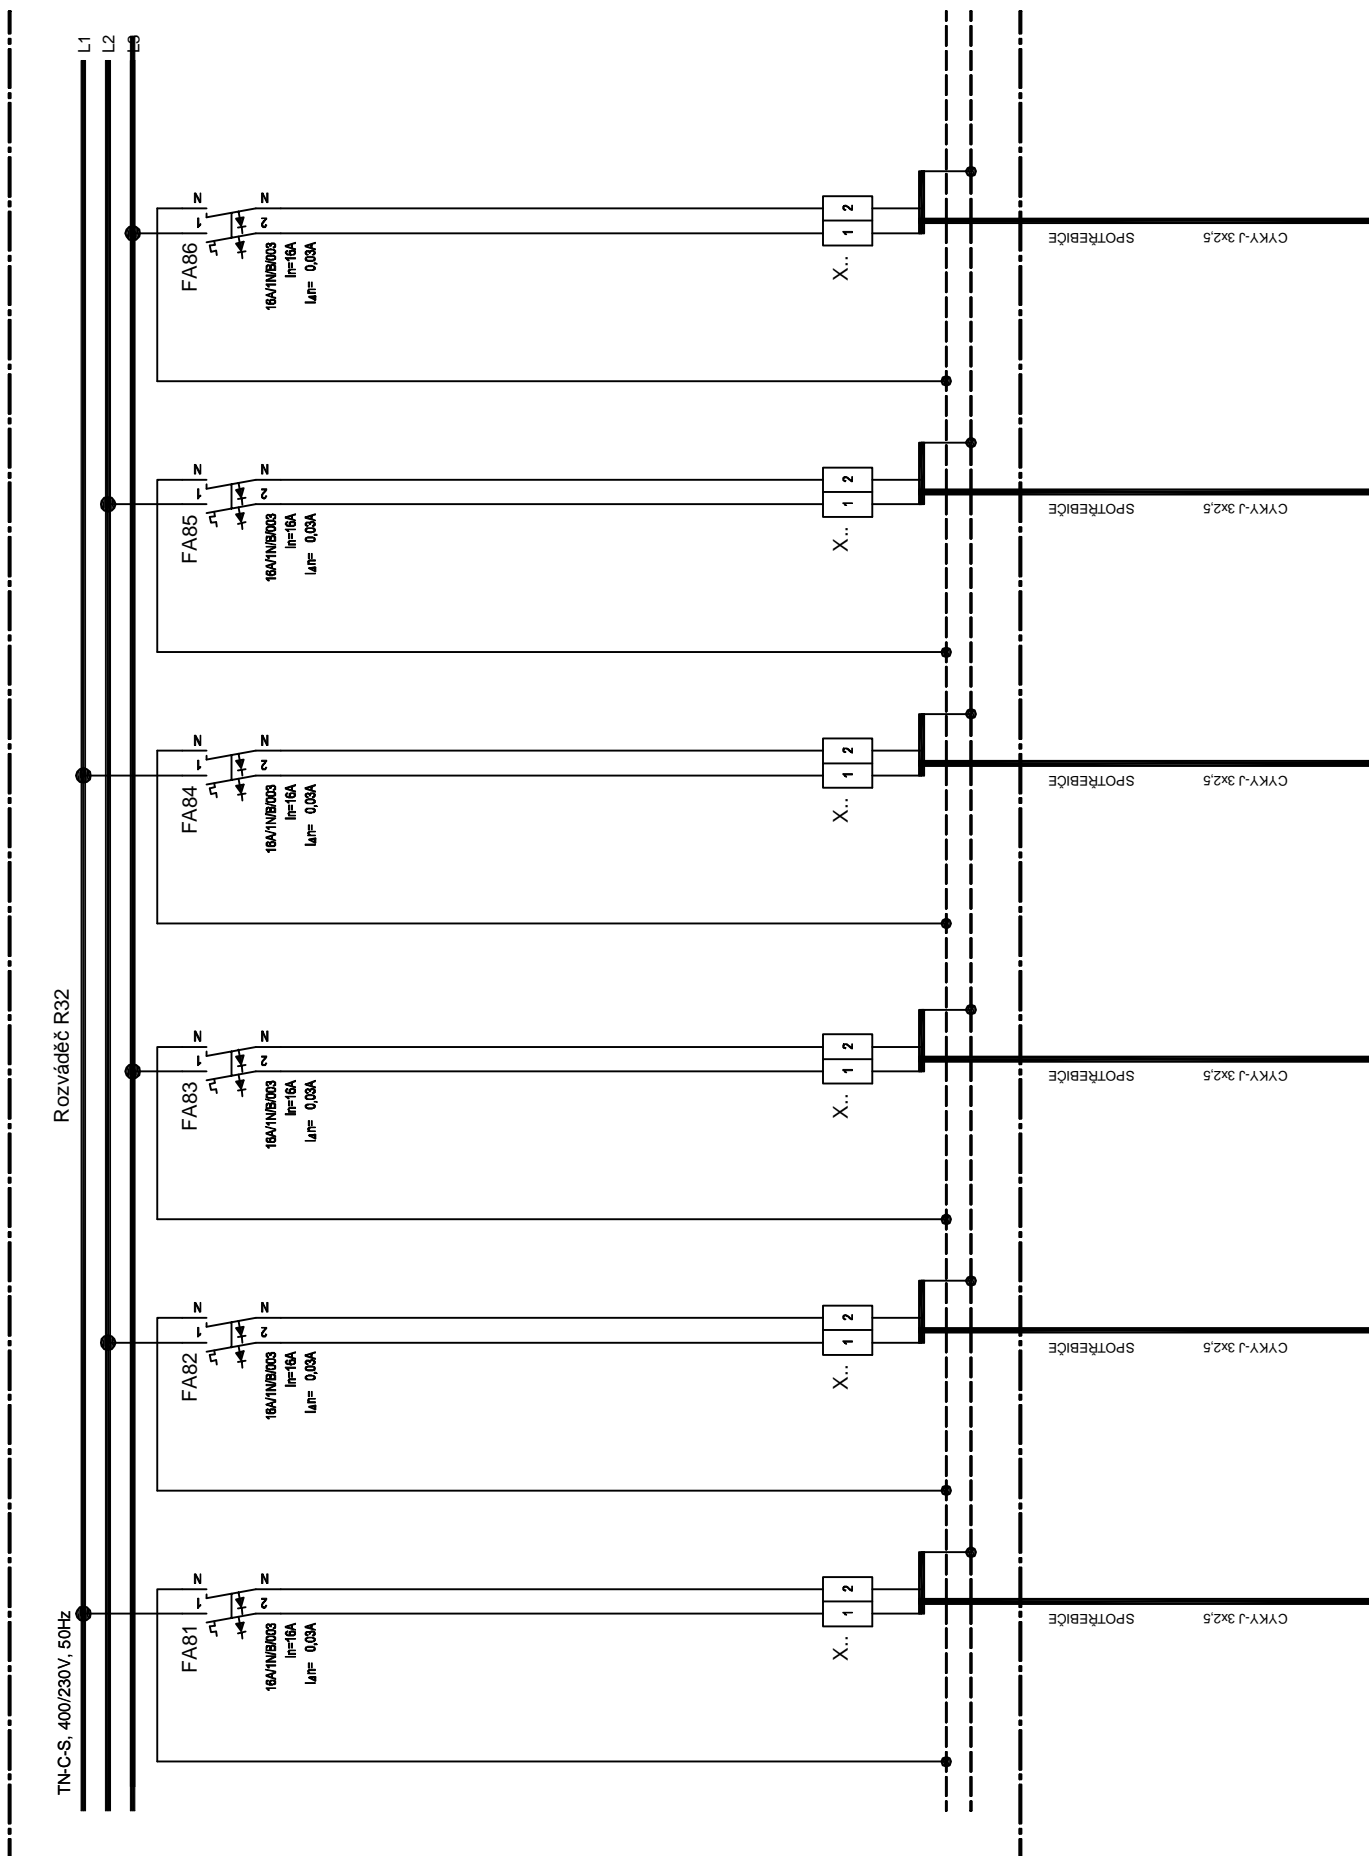 TN-C-S, 400/230V, 50Hz
Rozváděč R32
L1
L2
L3
FA81
1 N
2 N
16A/1N/B/003
In=16A
IΔn= 0,03A
X..
1 2
SPOTŘEBIČE
CYKY-J 3x2,5
FA82
1 N
2 N
16A/1N/B/003
In=16A
IΔn= 0,03A
X..
1 2
SPOTŘEBIČE
CYKY-J 3x2,5
FA83
1 N
2 N
16A/1N/B/003
In=16A
IΔn= 0,03A
X..
1 2
SPOTŘEBIČE
CYKY-J 3x2,5
FA84
1 N
2 N
16A/1N/B/003
In=16A
IΔn= 0,03A
X..
1 2
SPOTŘEBIČE
CYKY-J 3x2,5
FA85
1 N
2 N
16A/1N/B/003
In=16A
IΔn= 0,03A
X..
1 2
SPOTŘEBIČE
CYKY-J 3x2,5
FA86
1 N
2 N
16A/1N/B/003
In=16A
IΔn= 0,03A
X..
1 2
SPOTŘEBIČE
CYKY-J 3x2,5